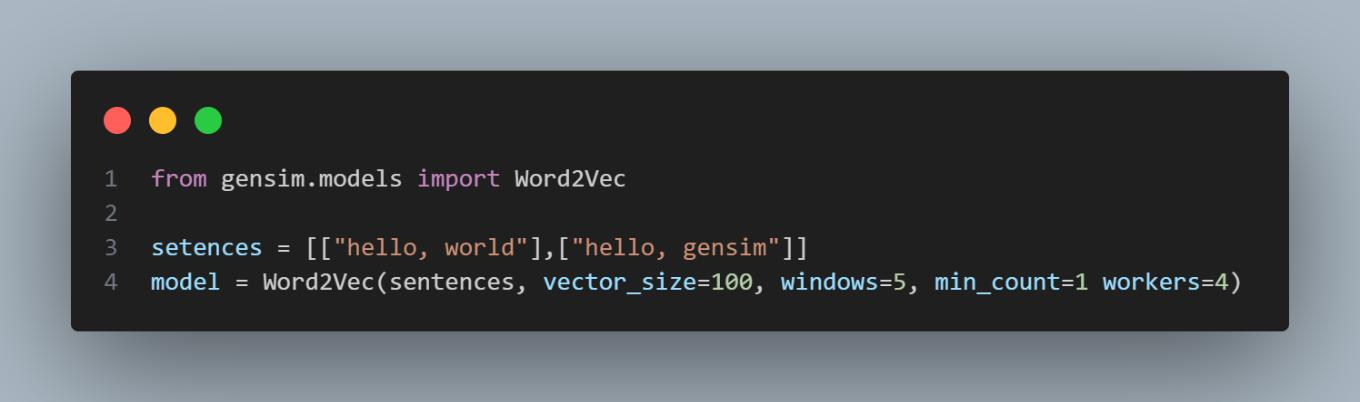 1 from gensim.models import Word2Vec
2
3 setences = [["hello, world"],["hello, gensim"]]
4 model = Word2Vec(sentences, vector_size=100, windows=5, min_count=1 workers=4)